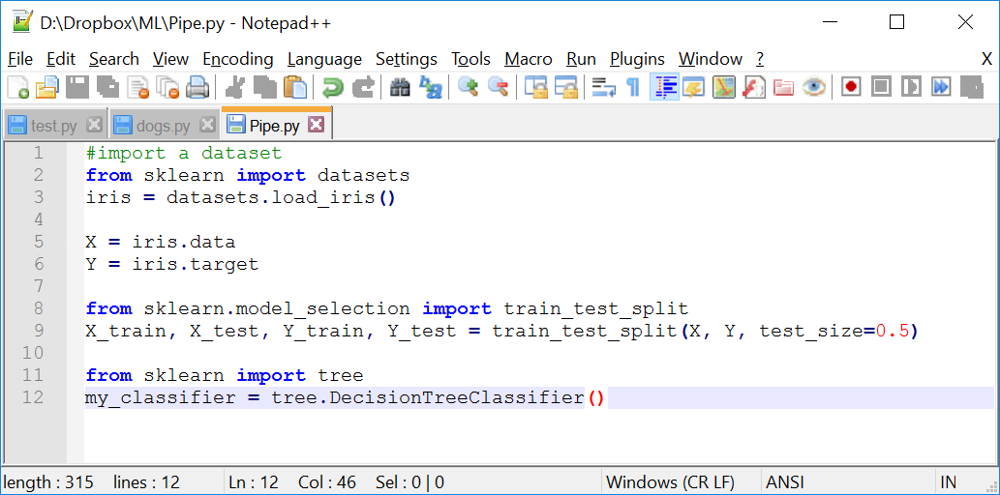 D:\Dropbox\ML\Pipe.py - Notepad++
File Edit Search View Encoding Language Settings Tools Macro Run Plugins Window ? X
test.py dogs.py Pipe.py
1 #import a dataset
2 from sklearn import datasets
3 iris = datasets.load_iris()
4
5 X = iris.data
6 Y = iris.target
7
8 from sklearn.model_selection import train_test_split
9 X_train, X_test, Y_train, Y_test = train_test_split(X, Y, test_size=0.5)
10
11 from sklearn import tree
12 my_classifier = tree.DecisionTreeClassifier()
length : 315 lines : 12 Ln : 12 Col : 46 Sel : 0 | 0 Windows (CR LF) ANSI IN